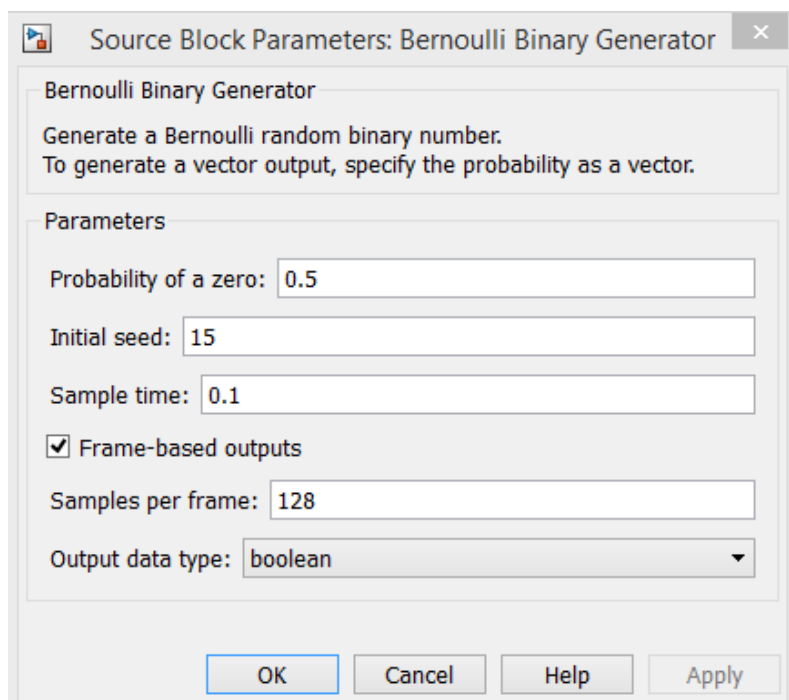 Source Block Parameters: Bernoulli Binary Generator
Bernoulli Binary Generator
Generate a Bernoulli random binary number.
To generate a vector output, specify the probability as a vector.
Parameters
Probability of a zero: 0.5
Initial seed: 15
Sample time: 0.1
Frame-based outputs
Samples per frame: 128
Output data type: boolean
OK Cancel Help Apply